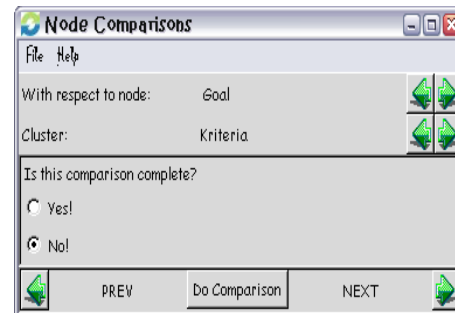 Node Comparisons
File Help
With respect to node: Goal
Cluster: Kriteria
Is this comparison complete?
Yes!
No!
PREV Do Comparison NEXT